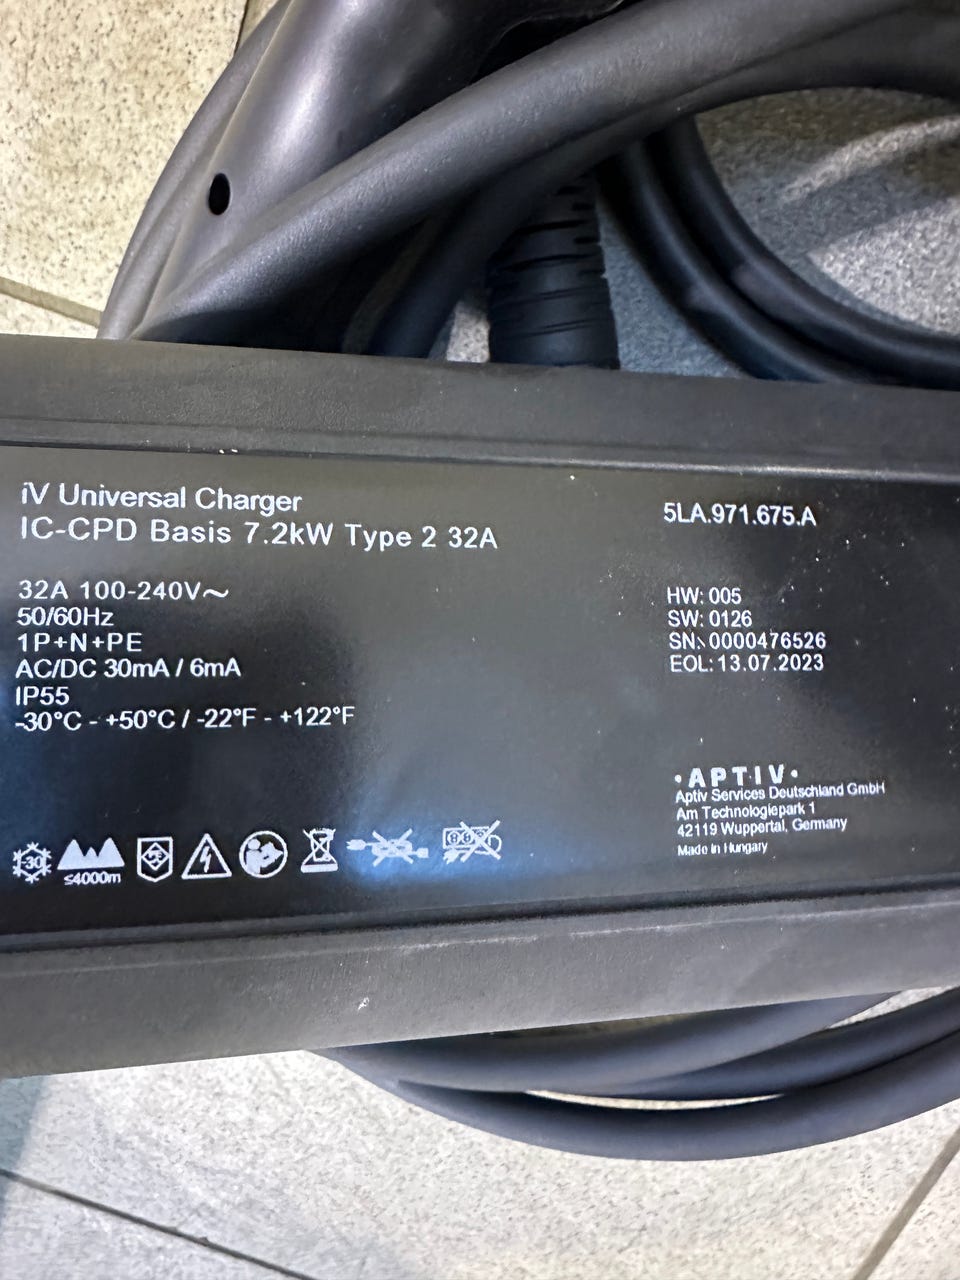 iV Universal Charger
IC-CPD Basis 7.2kW Type 2 32A
32A 100-240V~
50/60Hz
1P+N+PE
AC/DC 30mA / 6mA
IP55
-30°C - +50°C / -22°F - +122°F
-30
≤4000m
5LA.971.675.A
HW: 005
SW: 0126
SN: 0000476526
EOL: 13.07.2023
• A P T I V •
Aptiv Services Deutschland GmbH
Am Technologiepark 1
42119 Wuppertal, Germany
Made in Hungary